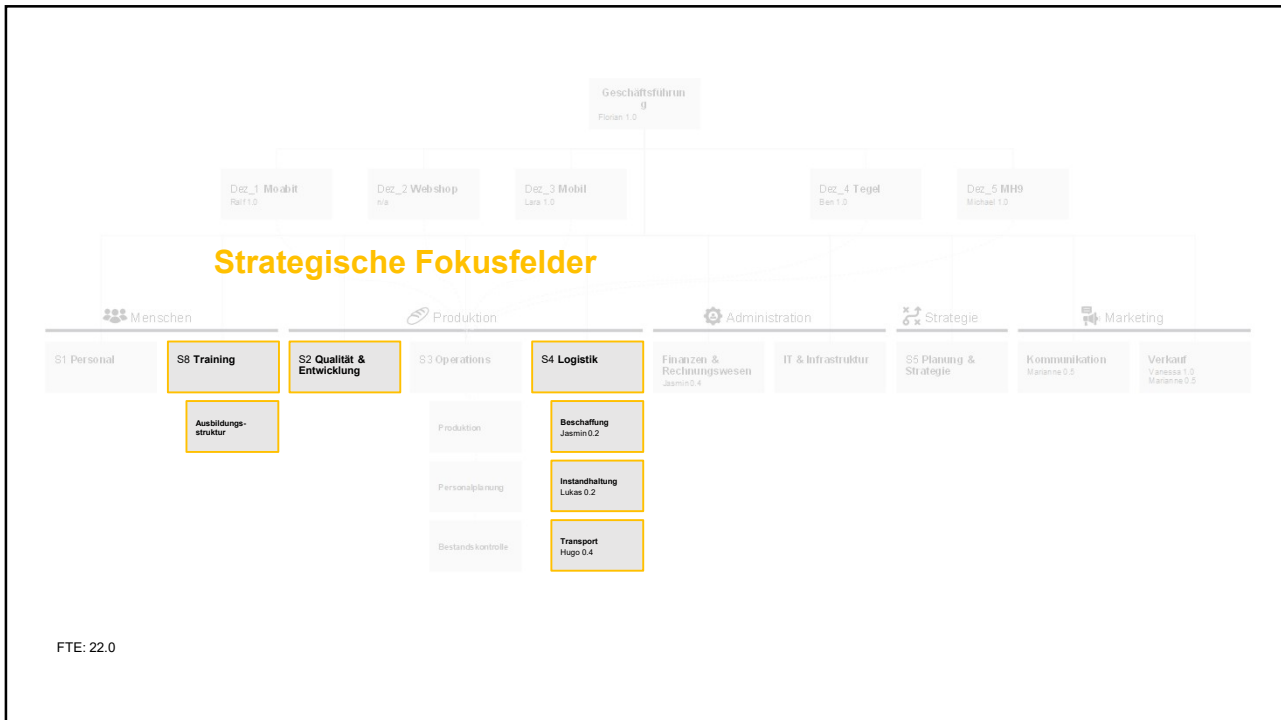 Geschäftsführun
g
Florian 1.0
Dez_1 Moabit
Ralf 1.0
Dez_2 Webshop
n/a
Dez_3 Mobil
Lara 1.0
Dez_4 Tegel
Ben 1.0
Dez_5 MH9
Michael 1.0
Strategische Fokusfelder
Menschen
Produktion
Administration
Strategie
Marketing
S1 Personal
S8 Training
S2 Qualität &
Entwicklung
S3 Operations
S4 Logistik
Finanzen &
Rechnungswesen
Jasmin 0.4
IT & Infrastruktur
S5 Planung &
Strategie
Kommunikation
Marianne 0.5
Verkauf
Vanessa 1.0
Marianne 0.5
Ausbildungs-
struktur
Produktion
Beschaffung
Jasmin 0.2
Personalplanung
Instandhaltung
Lukas 0.2
Bestandskontrolle
Transport
Hugo 0.4
FTE: 22.0